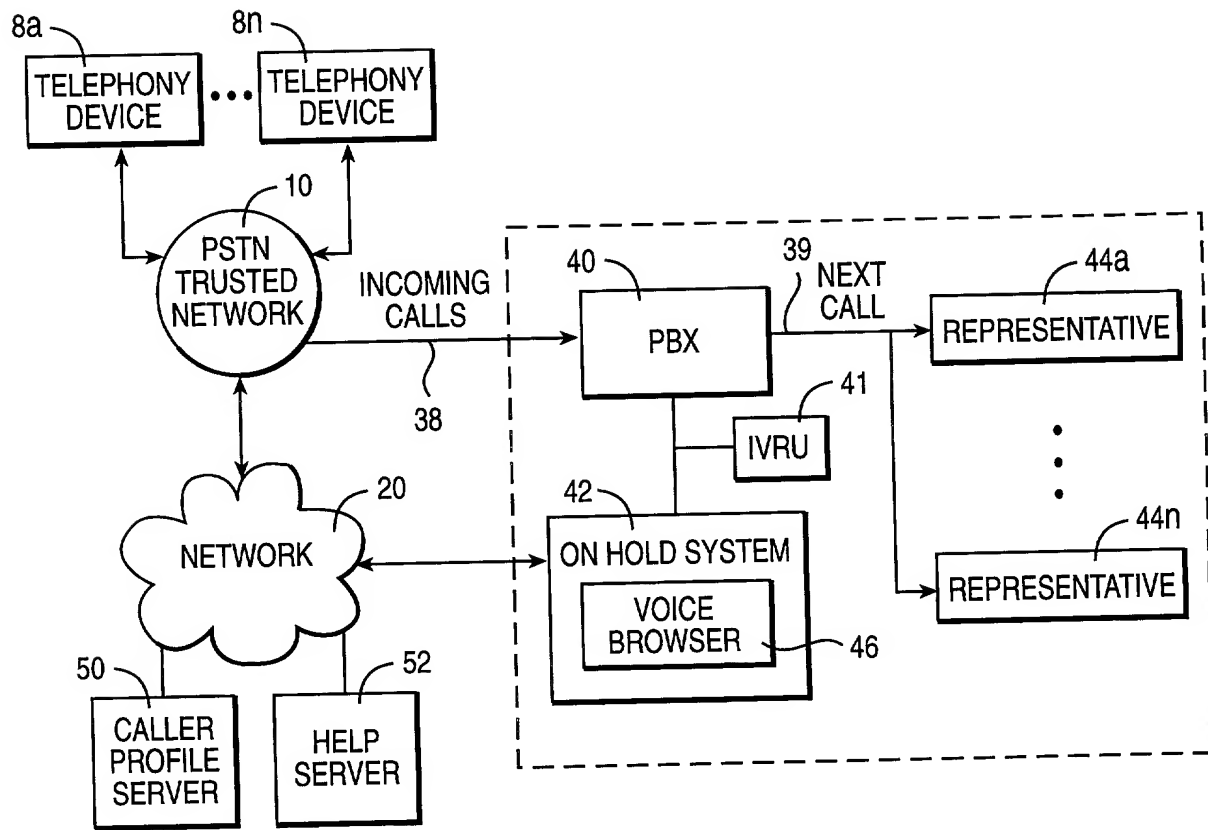 8a
8n
TELEPHONY
DEVICE
TELEPHONY
DEVICE
10
PSTN
TRUSTED
NETWORK
INCOMING
CALLS
38
40
PBX
39
NEXT
CALL
44a
REPRESENTATIVE
41
IVRU
42
ON HOLD SYSTEM
VOICE
BROWSER
46
44n
REPRESENTATIVE
20
NETWORK
50
CALLER
PROFILE
SERVER
52
HELP
SERVER